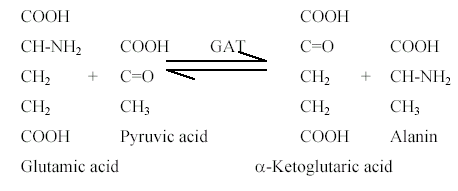 COOH COOH
CH-NH₂ COOH GAT C=O COOH
CH₂ + C=O CH₂ + CH-NH₂
CH₂ CH₃ CH₂ CH₃
COOH Pyruvic acid COOH Alanin
Glutamic acid α-Ketoglutaric acid